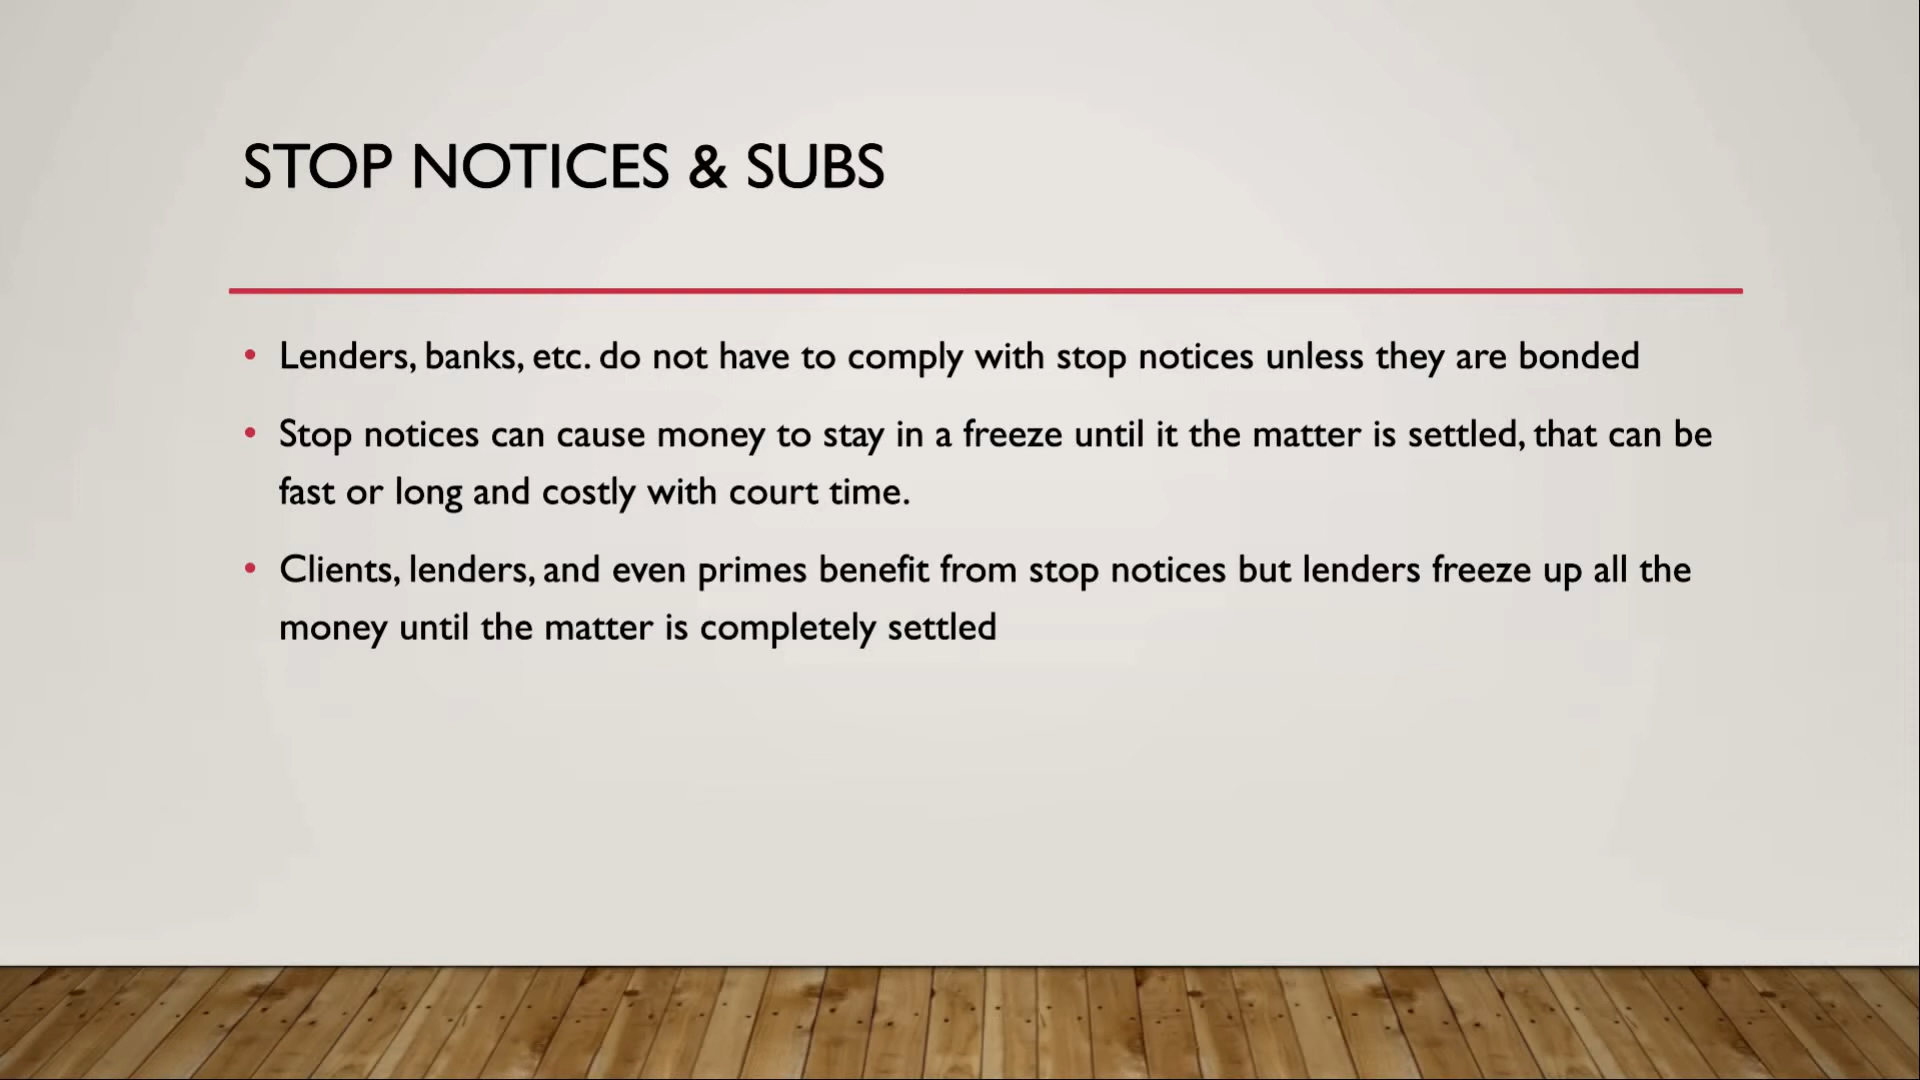 STOP NOTICES & SUBS
• Lenders, banks, etc. do not have to comply with stop notices unless they are bonded
• Stop notices can cause money to stay in a freeze until it the matter is settled, that can be
fast or long and costly with court time.
• Clients, lenders, and even primes benefit from stop notices but lenders freeze up all the
money until the matter is completely settled